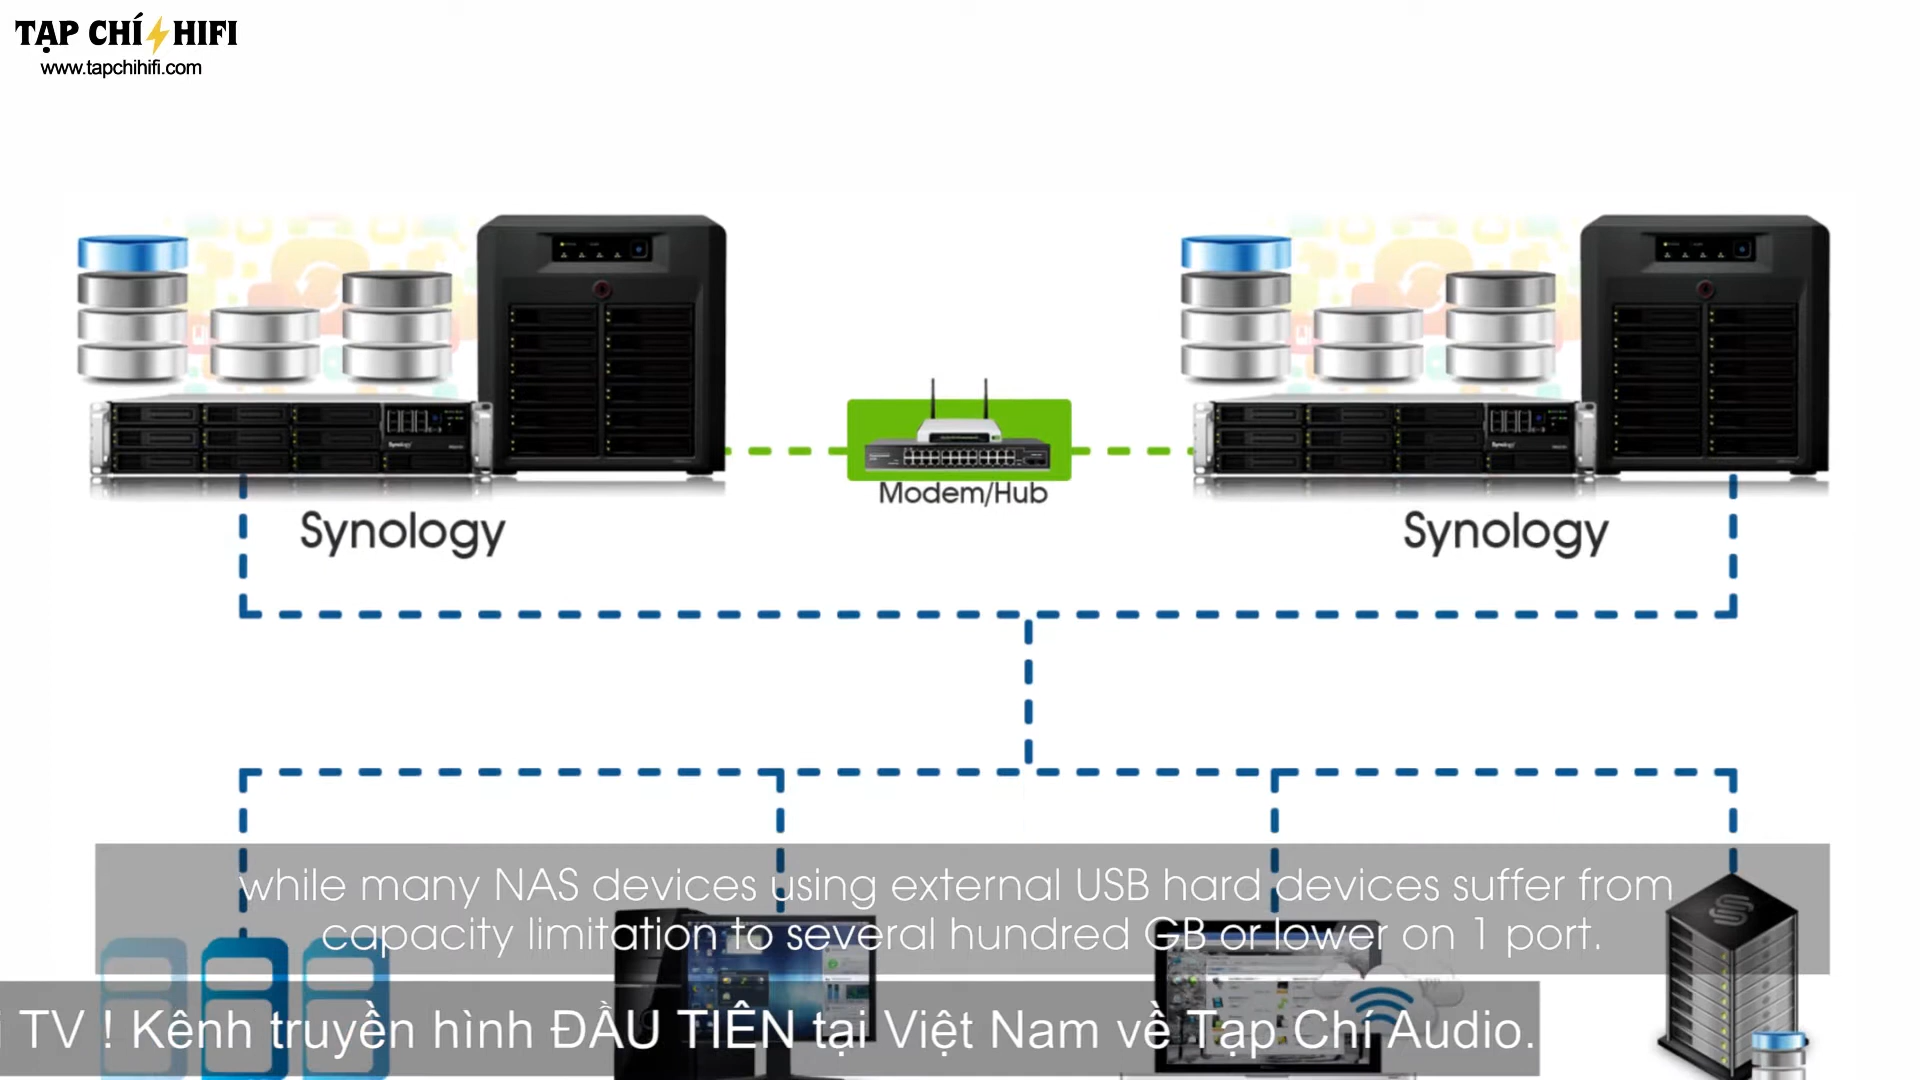 TẠP CHÍ HIFI
www.tapchihifi.com
Modem/Hub
Synology
Synology
while many NAS devices using external USB hard devices suffer from
capacity limitation to several hundred GB or lower on 1 port.
TV ! Kênh truyền hình ĐẦU TIÊN tại Việt Nam về Tạp Chí Audio.